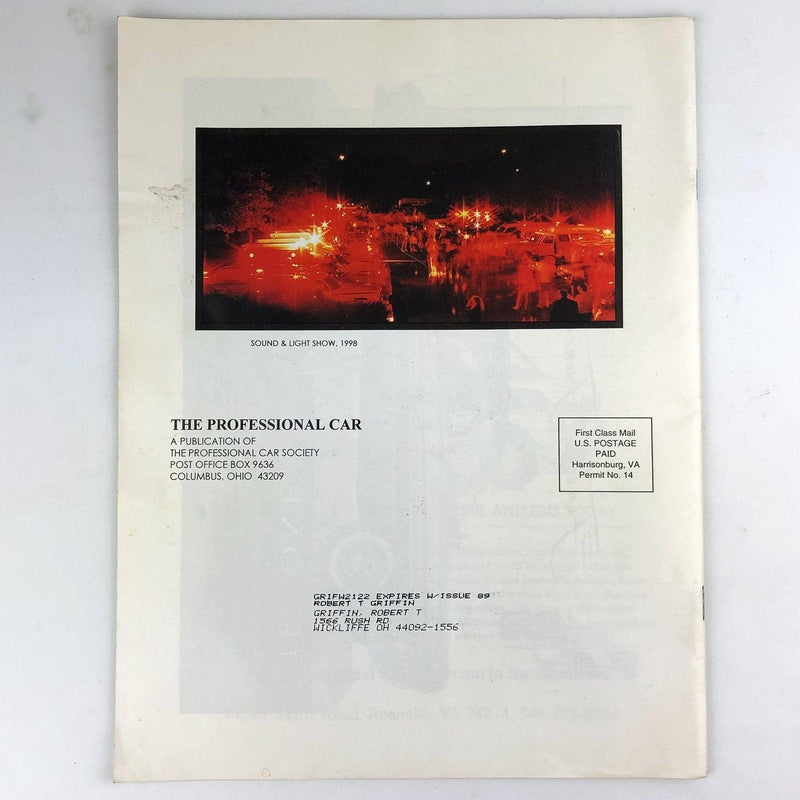 SOUND & LIGHT SHOW, 1998
THE PROFESSIONAL CAR
A PUBLICATION OF
THE PROFESSIONAL CAR SOCIETY
POST OFFICE BOX 9636
COLUMBUS, OHIO 43209
First Class Mail
U.S. POSTAGE
PAID
Harrisonburg, VA
Permit No. 14
GRIFW2122 EXPIRES W/ISSUE 89
ROBERT T GRIFFIN
GRIFFIN, ROBERT T
1566 RUSH RD
WICKLIFFE OH 44092-1556